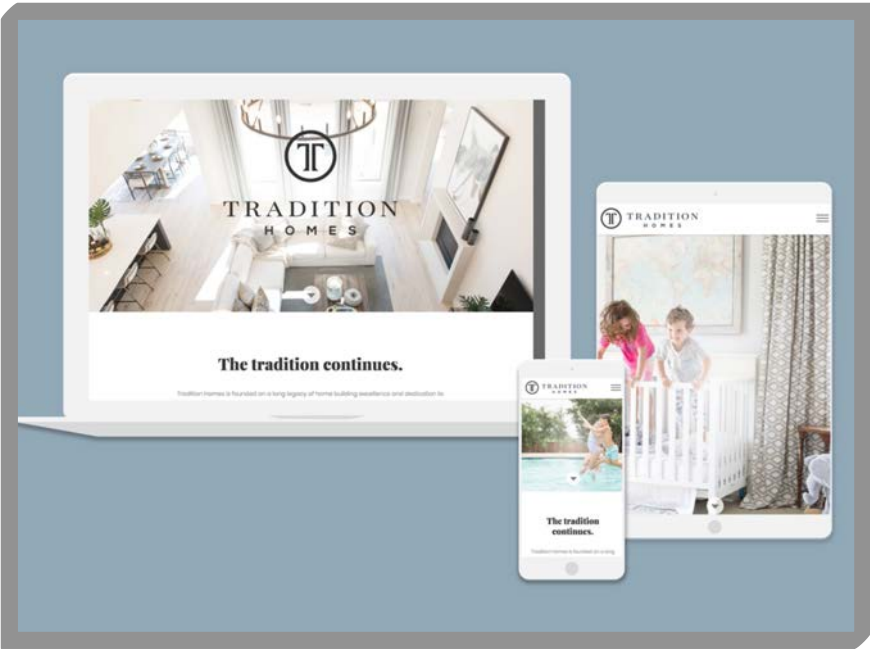 T
TRADITION
HOMES
The tradition continues.
Tradition Homes is founded on a long legacy of home building excellence and dedication to
T
TRADITION
HOMES
T
TRADITION
HOMES
The tradition
continues.
Tradition Homes is founded on a long